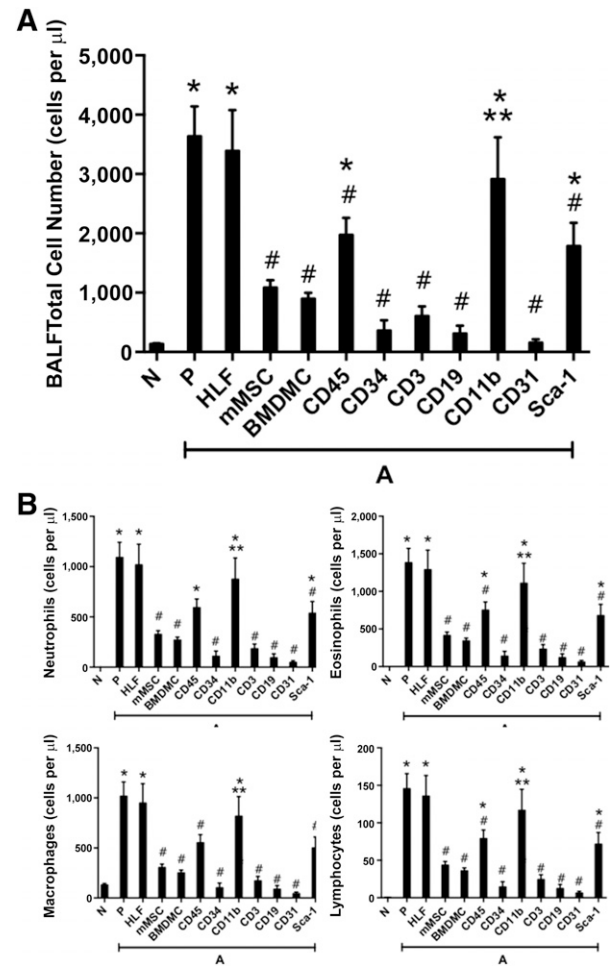 A
BALFTotal Cell Number (cells per µl)
5,000
4,000
3,000
2,000
1,000
0
* * # # * # # # # * ** # * #
N P HLF mMSC BMDMC CD45 CD34 CD3 CD19 CD11b CD31 Sca-1
A
B
Neutrophils (cells per µl)
1,500
1,000
500
0
* * # # * # * ** # # # * #
N P HLF mMSC BMDMC CD45 CD34 CD11b CD3 CD19 CD31 Sca-1
Eosinophils (cells per µl)
2,000
1,500
1,000
500
0
* * # # * # # * ** # # # * #
N P HLF mMSC BMDMC CD45 CD34 CD11b CD3 CD19 CD31 Sca-1
Macrophages (cells per µl)
1,500
1,000
500
0
* * # # # # * ** # # #
N P HLF mMSC BMDMC CD45 CD34 CD11b CD3 CD19 CD31 Sca-1
A
Lymphocytes (cells per µl)
200
150
100
50
0
* * # # * # # * ** # # # * #
N P HLF mMSC BMDMC CD45 CD34 CD11b CD3 CD19 CD31 Sca-1
A